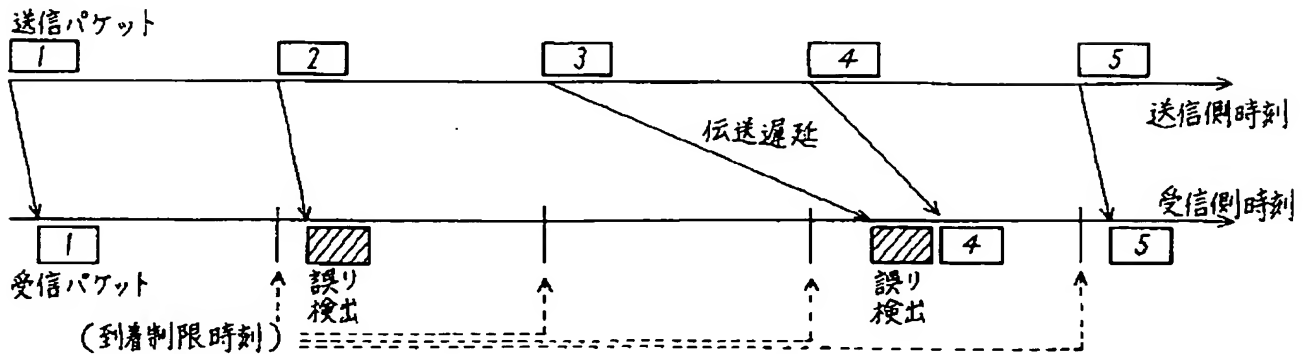 送信パケット
1 2 3 4 5
送信側時刻
伝送遅延
受信側時刻
1 4 5
受信パケット
誤り
検出
誤り
検出
(到着制限時刻)